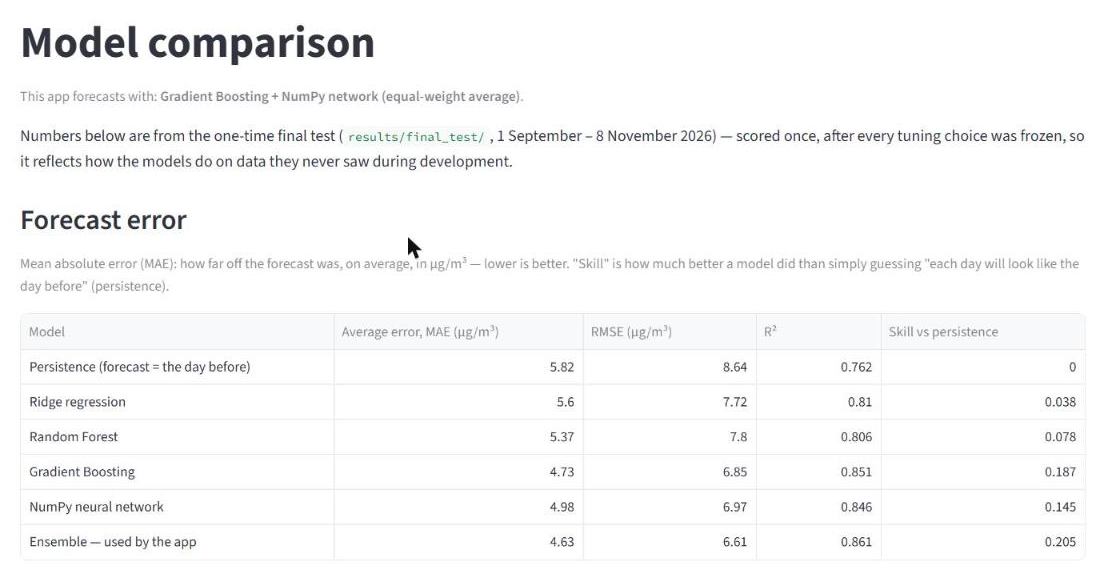 Model comparison
This app forecasts with: Gradient Boosting + NumPy network (equal-weight average).
Numbers below are from the one-time final test ( results/final_test/ , 1 September – 8 November 2026) — scored once, after every tuning choice was frozen, so
it reflects how the models do on data they never saw during development.
Forecast error
Mean absolute error (MAE): how far off the forecast was, on average, in µg/m³ — lower is better. "Skill" is how much better a model did than simply guessing "each day will look like the
day before" (persistence).
Model Average error, MAE (µg/m³) RMSE (µg/m³) R² Skill vs persistence
Persistence (forecast = the day before) 5.82 8.64 0.762 0
Ridge regression 5.6 7.72 0.81 0.038
Random Forest 5.37 7.8 0.806 0.078
Gradient Boosting 4.73 6.85 0.851 0.187
NumPy neural network 4.98 6.97 0.846 0.145
Ensemble — used by the app 4.63 6.61 0.861 0.205